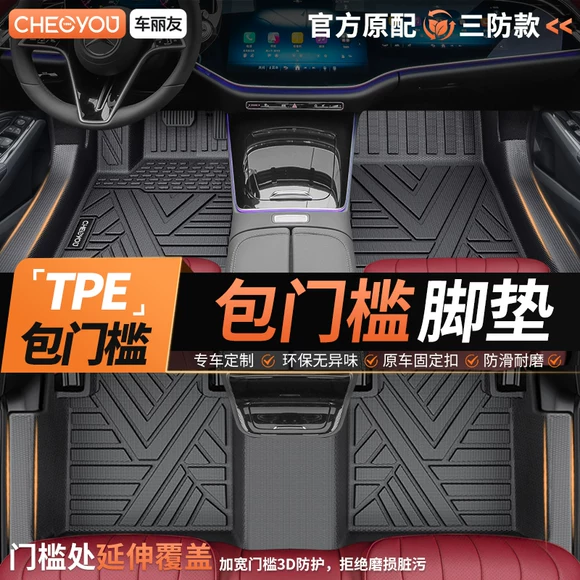 CHEGYOU 车丽友
官方原配 三防款 <<
CHEGYOU
「TPE」
包门槛
包门槛脚垫
专车定制 环保无异味 原车固定扣 防滑耐磨
门槛处延伸覆盖
加宽门槛3D防护，拒绝磨损脏污